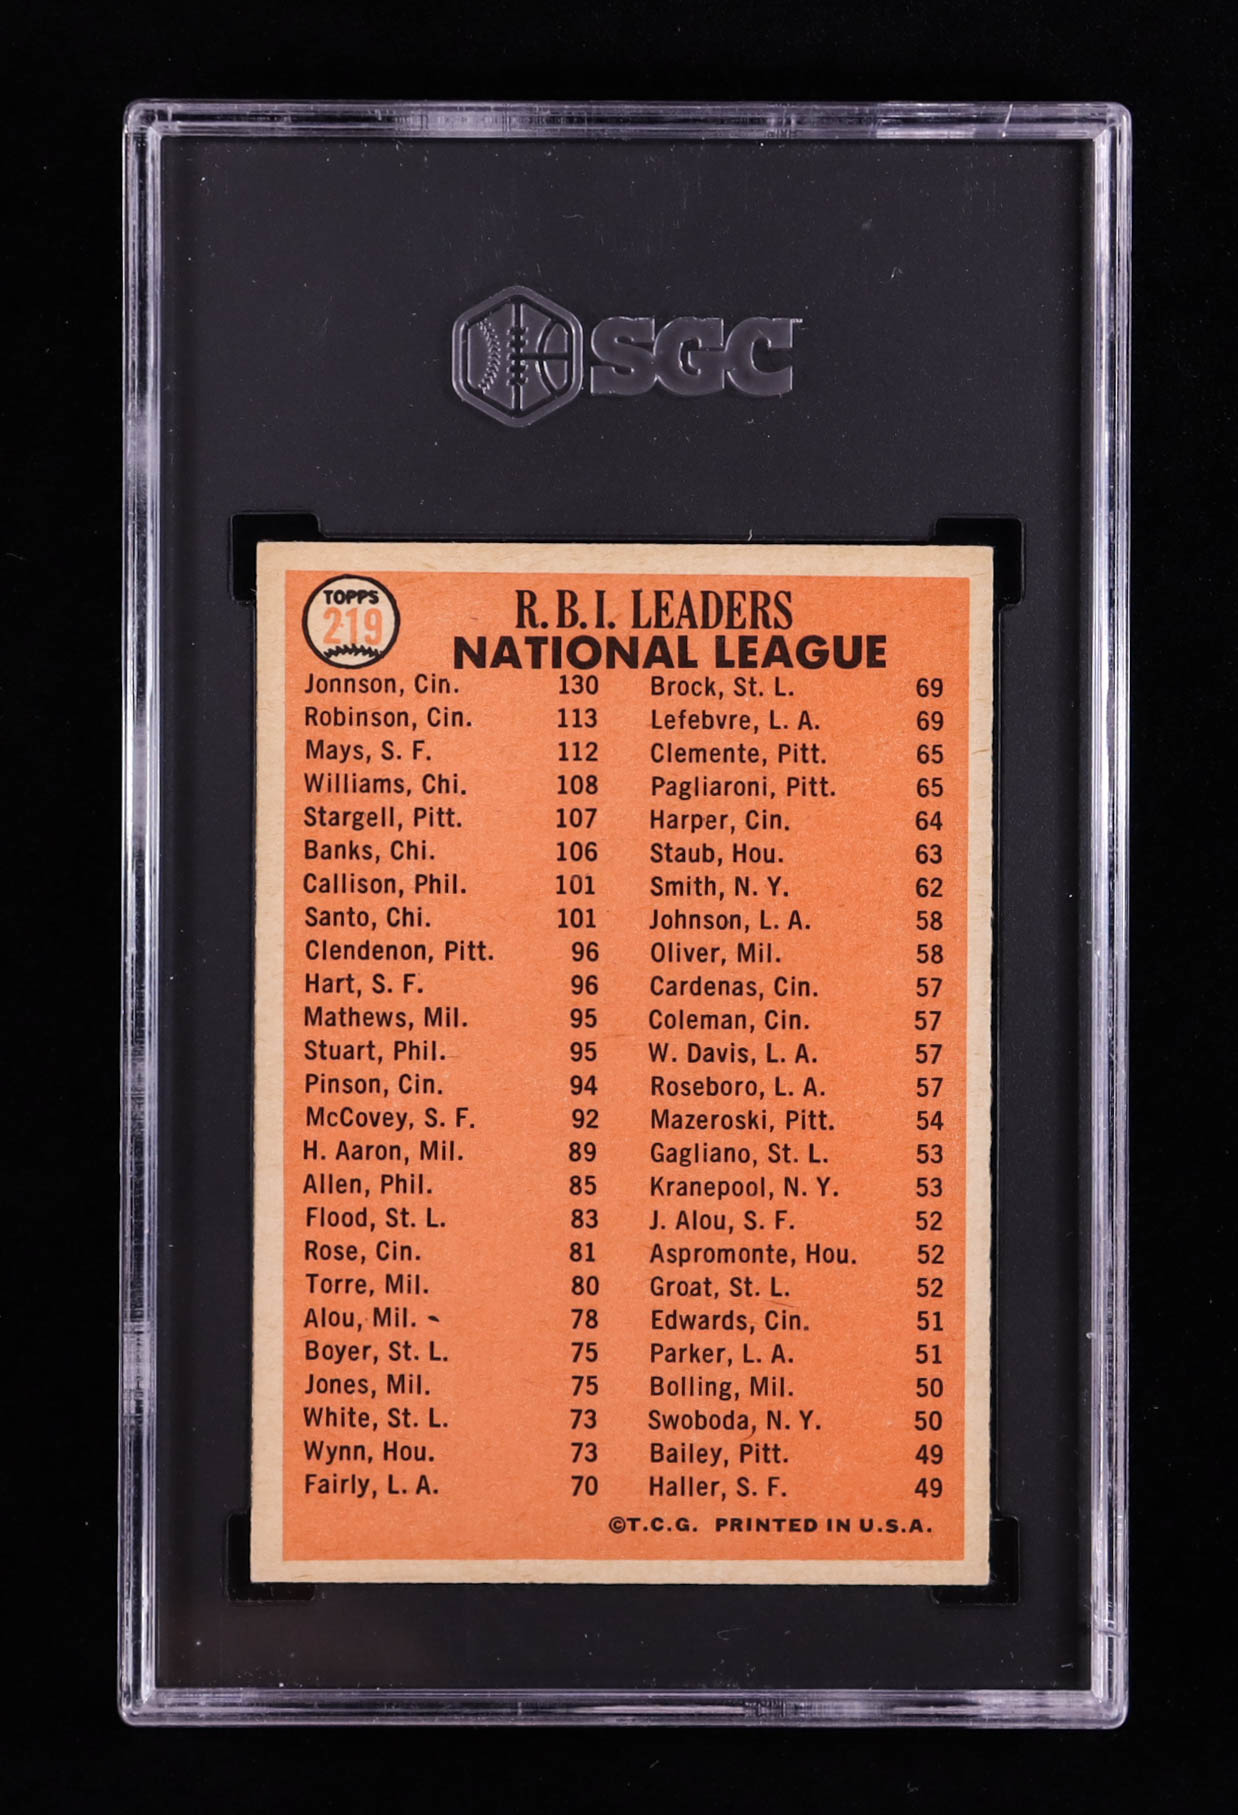 SGC
TOPPS
219
R.B.I. LEADERS
NATIONAL LEAGUE
Jonnson, Cin. 130
Robinson, Cin. 113
Mays, S. F. 112
Williams, Chi. 108
Stargell, Pitt. 107
Banks, Chi. 106
Callison, Phil. 101
Santo, Chi. 101
Clendenon, Pitt. 96
Hart, S. F. 96
Mathews, Mil. 95
Stuart, Phil. 95
Pinson, Cin. 94
McCovey, S. F. 92
H. Aaron, Mil. 89
Allen, Phil. 85
Flood, St. L. 83
Rose, Cin. 81
Torre, Mil. 80
Alou, Mil. 78
Boyer, St. L. 75
Jones, Mil. 75
White, St. L. 73
Wynn, Hou. 73
Fairly, L. A. 70
Brock, St. L. 69
Lefebvre, L. A. 69
Clemente, Pitt. 65
Pagliaroni, Pitt. 65
Harper, Cin. 64
Staub, Hou. 63
Smith, N. Y. 62
Johnson, L. A. 58
Oliver, Mil. 58
Cardenas, Cin. 57
Coleman, Cin. 57
W. Davis, L. A. 57
Roseboro, L. A. 57
Mazeroski, Pitt. 54
Gagliano, St. L. 53
Kranepool, N. Y. 53
J. Alou, S. F. 52
Aspromonte, Hou. 52
Groat, St. L. 52
Edwards, Cin. 51
Parker, L. A. 51
Bolling, Mil. 50
Swoboda, N. Y. 50
Bailey, Pitt. 49
Haller, S. F. 49
©T.C.G. PRINTED IN U.S.A.